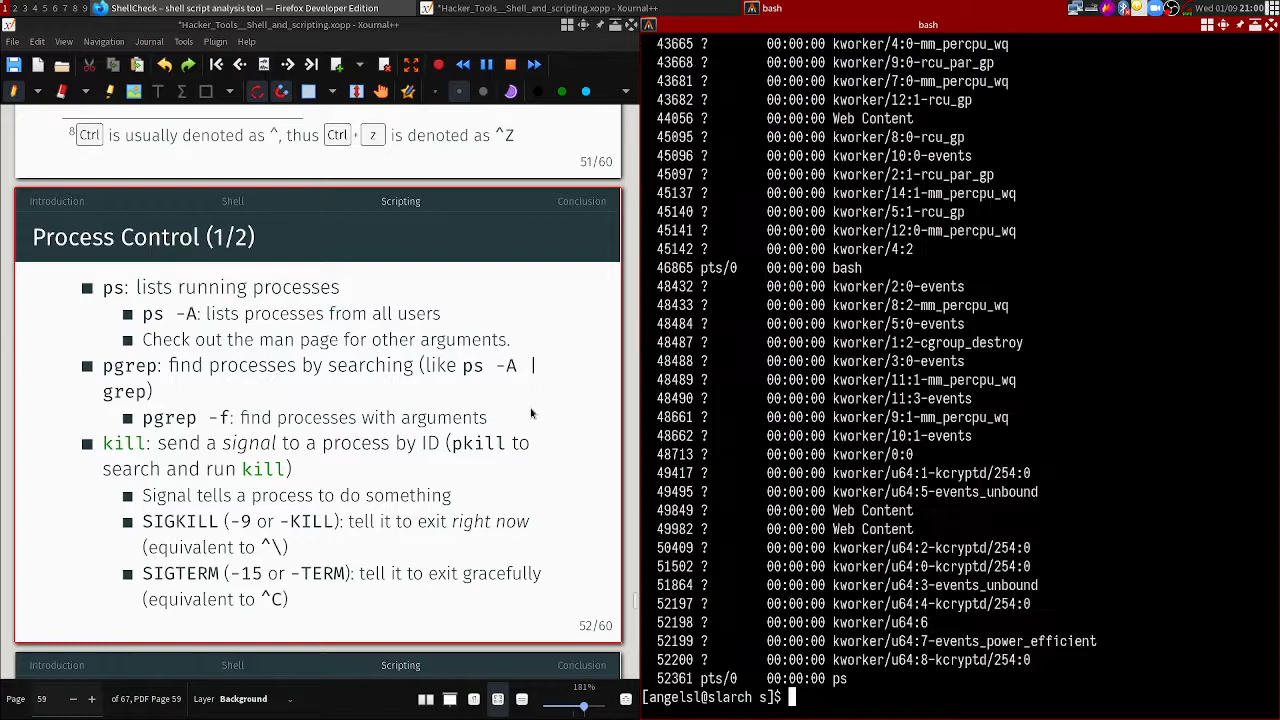 1 2 3 4 5 6 7 8 9
ShellCheck – shell script analysis tool — Firefox Developer Edition
*Hacker_Tools__Shell_and_scripting.xopp - Xournal++
bash
Wed 01/09 21:00
*Hacker_Tools__Shell_and_scripting.xopp - Xournal++
File Edit View Navigation Journal Tools Plugin Help
8 Ctrl is usually denoted as ^, thus Ctrl + z is denoted as ^Z
51/60
Introduction Shell Scripting Conclusion
Process Control (1/2)
ps: lists running processes
ps -A: lists processes from all users
Check out the man page for other arguments.
pgrep: find processes by searching (like ps -A |
grep)
pgrep -f: find processes with arguments
kill: send a signal to a process by ID (pkill to
search and run kill)
Signal tells a process to do something
SIGKILL (-9 or -KILL): tell it to exit right now
(equivalent to ^\)
SIGTERM (-15 or -TERM): tell it to exit gracefully
(equivalent to ^C)
52/60
Introduction Shell Scripting Conclusion
Page 59 of 67, PDF Page 59 Layer Background 181%
bash
43665 ? 00:00:00 kworker/4:0-mm_percpu_wq
43668 ? 00:00:00 kworker/9:0-rcu_par_gp
43681 ? 00:00:00 kworker/7:0-mm_percpu_wq
43682 ? 00:00:00 kworker/12:1-rcu_gp
44056 ? 00:00:00 Web Content
45095 ? 00:00:00 kworker/8:0-rcu_gp
45096 ? 00:00:00 kworker/10:0-events
45097 ? 00:00:00 kworker/2:1-rcu_par_gp
45137 ? 00:00:00 kworker/14:1-mm_percpu_wq
45140 ? 00:00:00 kworker/5:1-rcu_gp
45141 ? 00:00:00 kworker/12:0-mm_percpu_wq
45142 ? 00:00:00 kworker/4:2
46865 pts/0 00:00:00 bash
48432 ? 00:00:00 kworker/2:0-events
48433 ? 00:00:00 kworker/8:2-mm_percpu_wq
48484 ? 00:00:00 kworker/5:0-events
48487 ? 00:00:00 kworker/1:2-cgroup_destroy
48488 ? 00:00:00 kworker/3:0-events
48489 ? 00:00:00 kworker/11:1-mm_percpu_wq
48490 ? 00:00:00 kworker/11:3-events
48661 ? 00:00:00 kworker/9:1-mm_percpu_wq
48662 ? 00:00:00 kworker/10:1-events
48713 ? 00:00:00 kworker/0:0
49417 ? 00:00:00 kworker/u64:1-kcryptd/254:0
49495 ? 00:00:00 kworker/u64:5-events_unbound
49849 ? 00:00:00 Web Content
49982 ? 00:00:00 Web Content
50409 ? 00:00:00 kworker/u64:2-kcryptd/254:0
51502 ? 00:00:00 kworker/u64:0-kcryptd/254:0
51864 ? 00:00:00 kworker/u64:3-events_unbound
52197 ? 00:00:00 kworker/u64:4-kcryptd/254:0
52198 ? 00:00:00 kworker/u64:6
52199 ? 00:00:00 kworker/u64:7-events_power_efficient
52200 ? 00:00:00 kworker/u64:8-kcryptd/254:0
52361 pts/0 00:00:00 ps
[angelsl@slarch s]$